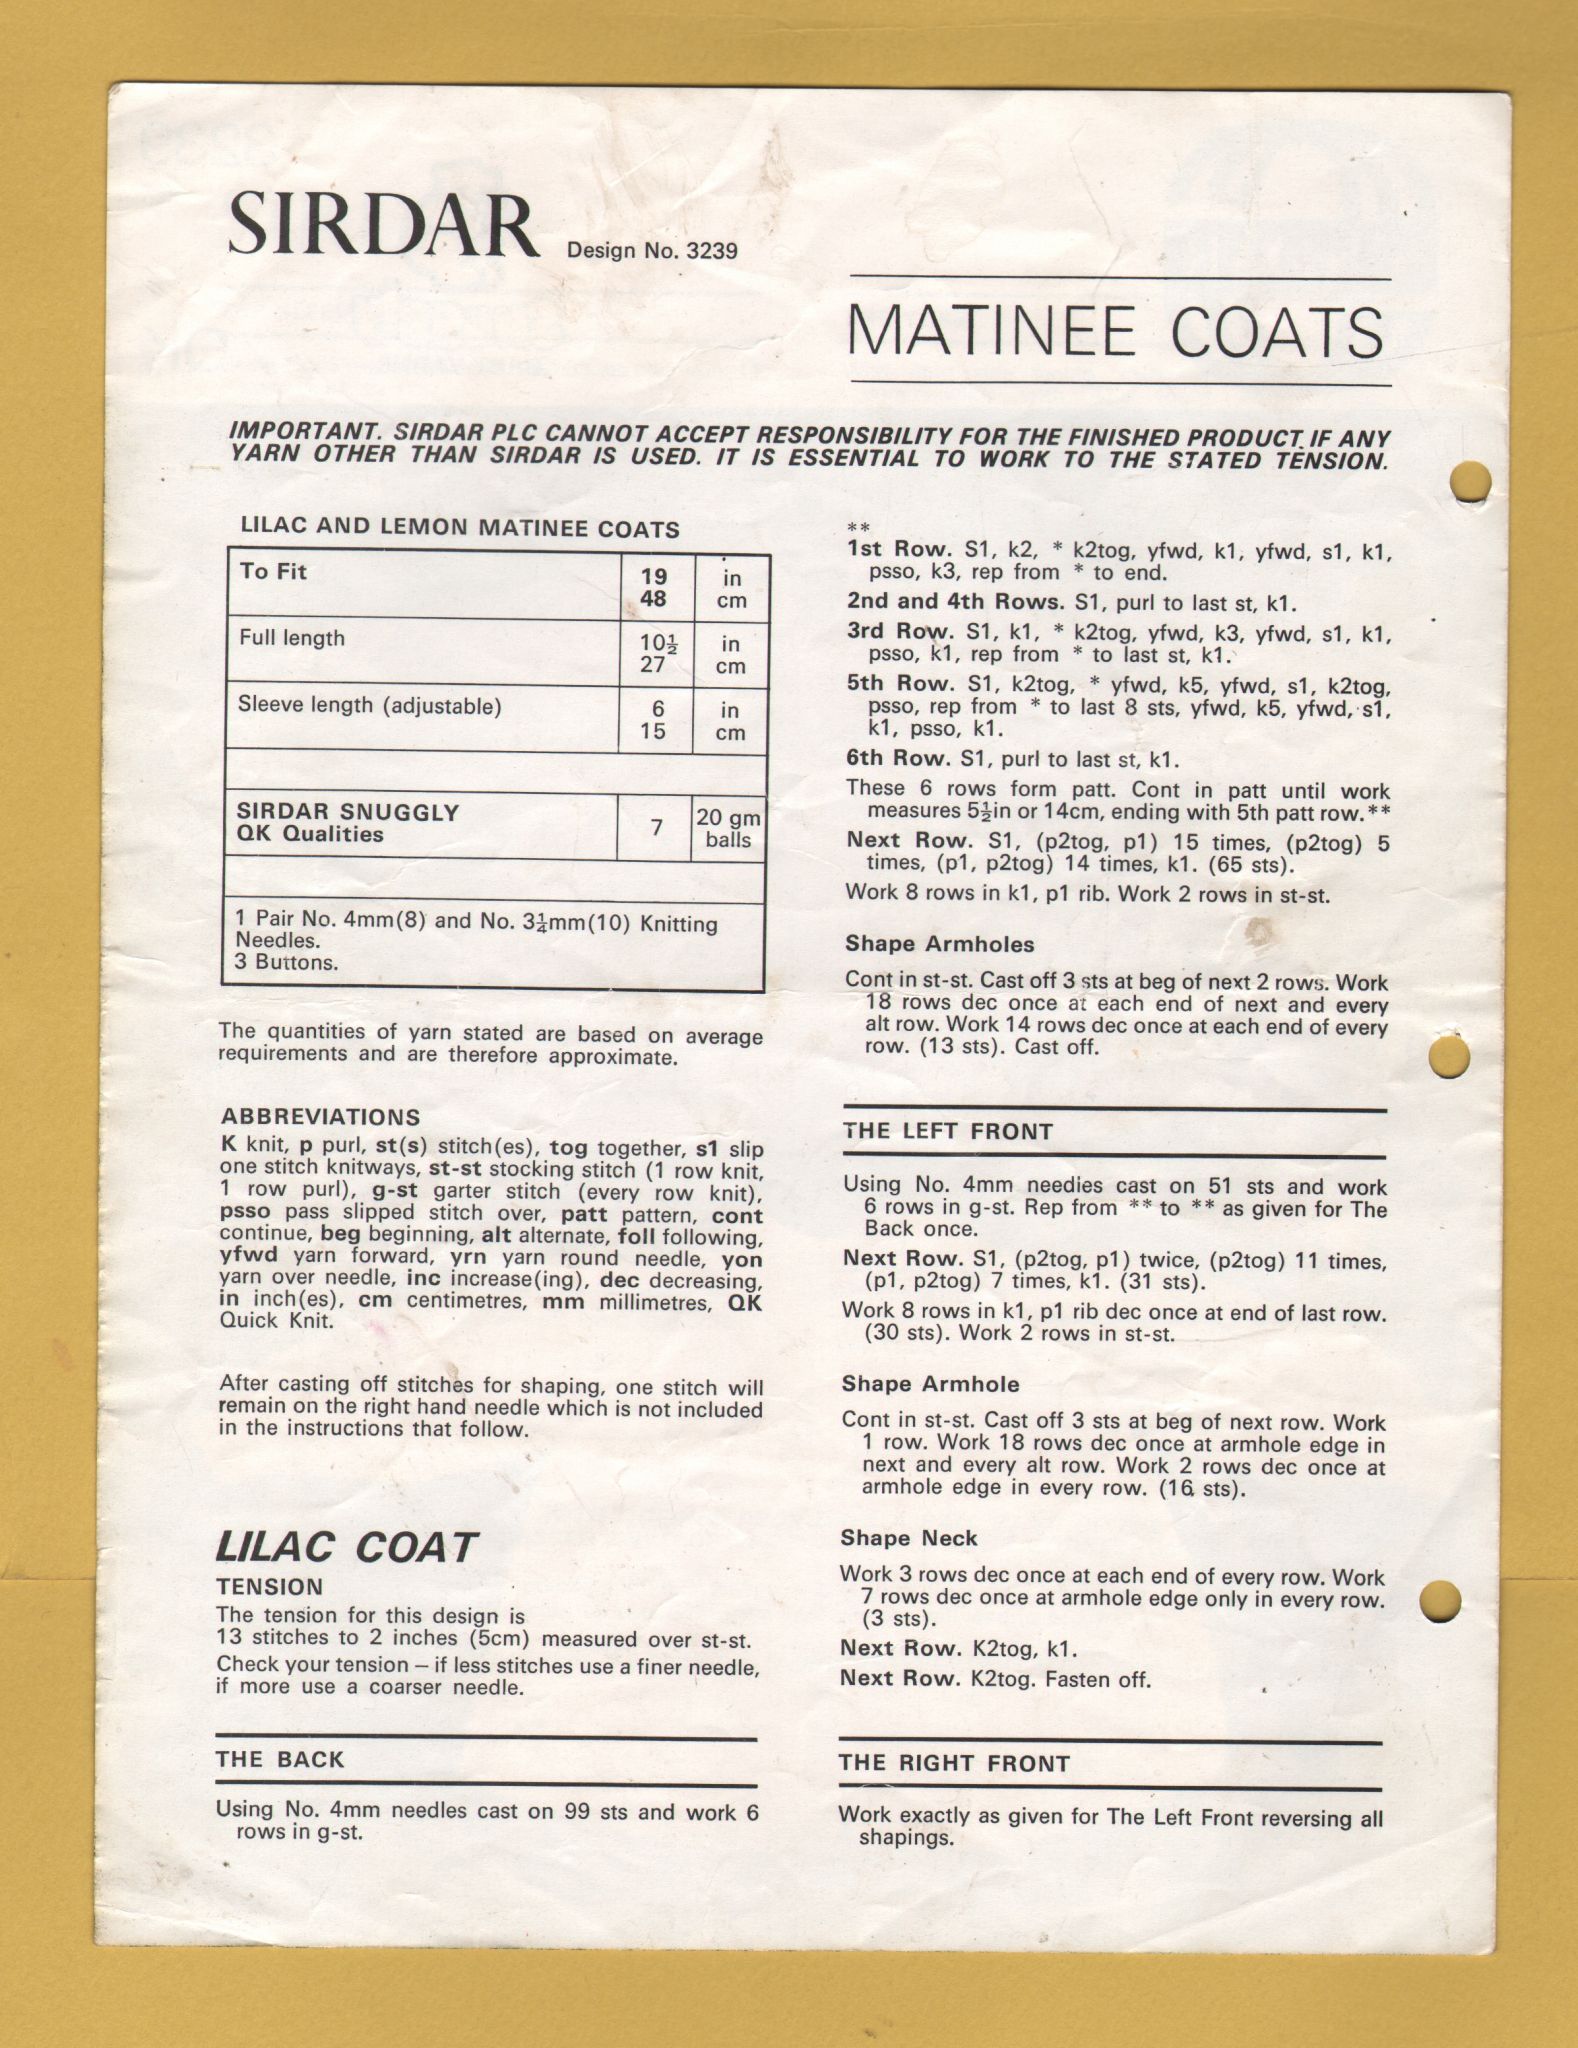 SIRDAR Design No. 3239
MATINEE COATS
IMPORTANT. SIRDAR PLC CANNOT ACCEPT RESPONSIBILITY FOR THE FINISHED PRODUCT IF ANY
YARN OTHER THAN SIRDAR IS USED. IT IS ESSENTIAL TO WORK TO THE STATED TENSION.
LILAC AND LEMON MATINEE COATS
To Fit 19 in
48 cm
Full length 10½ in
27 cm
Sleeve length (adjustable) 6 in
15 cm
SIRDAR SNUGGLY
QK Qualities 7 20 gm
balls
1 Pair No. 4mm(8) and No. 3¼mm(10) Knitting
Needles.
3 Buttons.
The quantities of yarn stated are based on average
requirements and are therefore approximate.
ABBREVIATIONS
K knit, p purl, st(s) stitch(es), tog together, s1 slip
one stitch knitways, st-st stocking stitch (1 row knit,
1 row purl), g-st garter stitch (every row knit),
psso pass slipped stitch over, patt pattern, cont
continue, beg beginning, alt alternate, foll following,
yfwd yarn forward, yrn yarn round needle, yon
yarn over needle, inc increase(ing), dec decreasing,
in inch(es), cm centimetres, mm millimetres, QK
Quick Knit.
After casting off stitches for shaping, one stitch will
remain on the right hand needle which is not included
in the instructions that follow.
LILAC COAT
TENSION
The tension for this design is
13 stitches to 2 inches (5cm) measured over st-st.
Check your tension – if less stitches use a finer needle,
if more use a coarser needle.
THE BACK
Using No. 4mm needles cast on 99 sts and work 6
rows in g-st.
**
1st Row. S1, k2, * k2tog, yfwd, k1, yfwd, s1, k1,
psso, k3, rep from * to end.
2nd and 4th Rows. S1, purl to last st, k1.
3rd Row. S1, k1, * k2tog, yfwd, k3, yfwd, s1, k1,
psso, k1, rep from * to last st, k1.
5th Row. S1, k2tog, * yfwd, k5, yfwd, s1, k2tog,
psso, rep from * to last 8 sts, yfwd, k5, yfwd, s1,
k1, psso, k1.
6th Row. S1, purl to last st, k1.
These 6 rows form patt. Cont in patt until work
measures 5½in or 14cm, ending with 5th patt row.**
Next Row. S1, (p2tog, p1) 15 times, (p2tog) 5
times, (p1, p2tog) 14 times, k1. (65 sts).
Work 8 rows in k1, p1 rib. Work 2 rows in st-st.
Shape Armholes
Cont in st-st. Cast off 3 sts at beg of next 2 rows. Work
18 rows dec once at each end of next and every
alt row. Work 14 rows dec once at each end of every
row. (13 sts). Cast off.
THE LEFT FRONT
Using No. 4mm needies cast on 51 sts and work
6 rows in g-st. Rep from ** to ** as given for The
Back once.
Next Row. S1, (p2tog, p1) twice, (p2tog) 11 times,
(p1, p2tog) 7 times, k1. (31 sts).
Work 8 rows in k1, p1 rib dec once at end of last row.
(30 sts). Work 2 rows in st-st.
Shape Armhole
Cont in st-st. Cast off 3 sts at beg of next row. Work
1 row. Work 18 rows dec once at armhole edge in
next and every alt row. Work 2 rows dec once at
armhole edge in every row. (16 sts).
Shape Neck
Work 3 rows dec once at each end of every row. Work
7 rows dec once at armhole edge only in every row.
(3 sts).
Next Row. K2tog, k1.
Next Row. K2tog. Fasten off.
THE RIGHT FRONT
Work exactly as given for The Left Front reversing all
shapings.